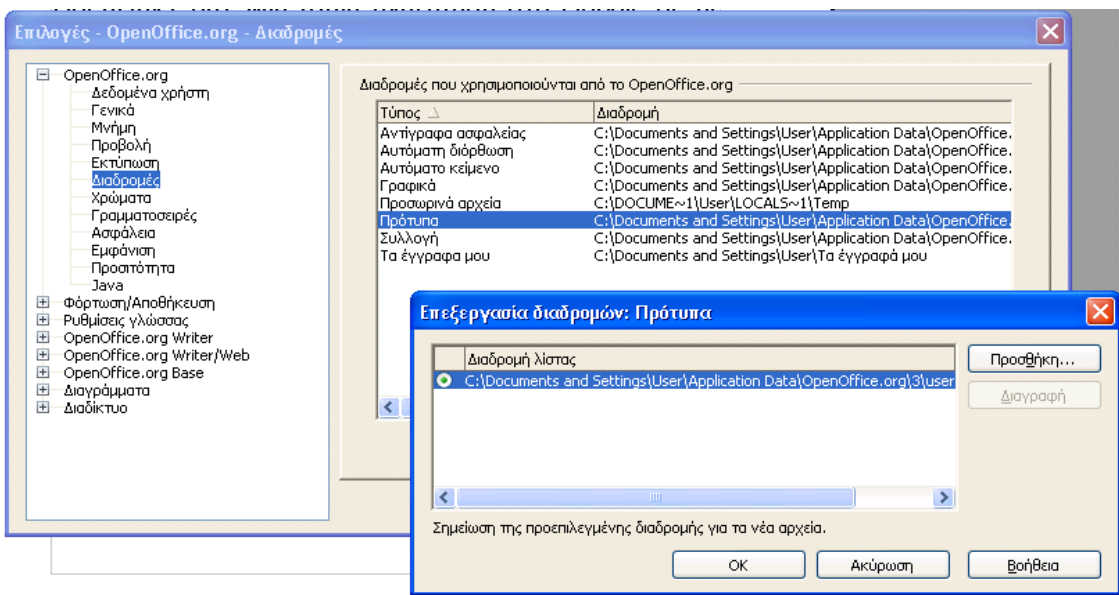 Επιλογές - OpenOffice.org - Διαδρομές
OpenOffice.org
Δεδομένα χρήστη
Γενικά
Μνήμη
Προβολή
Εκτύπωση
Διαδρομές
Χρώματα
Γραμματοσειρές
Ασφάλεια
Εμφάνιση
Προσιτότητα
Java
Φόρτωση/Αποθήκευση
Ρυθμίσεις γλώσσας
OpenOffice.org Writer
OpenOffice.org Writer/Web
OpenOffice.org Base
Διαγράμματα
Διαδίκτυο
Διαδρομές που χρησιμοποιούνται από το OpenOffice.org
Τύπος Διαδρομή
Αντίγραφα ασφαλείας C:\Documents and Settings\User\Application Data\OpenOffice.
Αυτόματη διόρθωση C:\Documents and Settings\User\Application Data\OpenOffice.
Αυτόματο κείμενο C:\Documents and Settings\User\Application Data\OpenOffice.
Γραφικά C:\Documents and Settings\User\Application Data\OpenOffice.
Προσωρινά αρχεία C:\DOCUME~1\User\LOCALS~1\Temp
Πρότυπα C:\Documents and Settings\User\Application Data\OpenOffice.
Συλλογή C:\Documents and Settings\User\Application Data\OpenOffice.
Τα έγγραφα μου C:\Documents and Settings\User\Τα έγγραφά μου
Επεξεργασία διαδρομών: Πρότυπα
Διαδρομή λίστας
C:\Documents and Settings\User\Application Data\OpenOffice.org\3\user
Προσθήκη...
Διαγραφή
Σημείωση της προεπιλεγμένης διαδρομής για τα νέα αρχεία.
OK
Ακύρωση
Βοήθεια